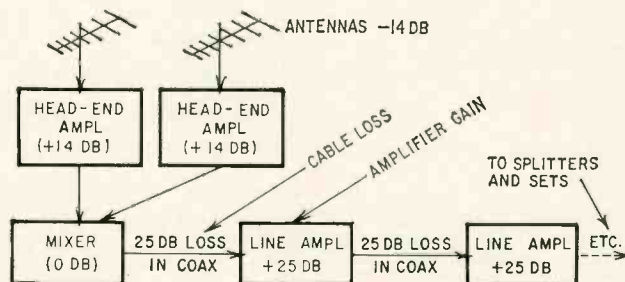 ANTENNAS -14 DB
HEAD-END
AMPL
(+14 DB)
HEAD-END
AMPL
(+14 DB)
CABLE LOSS
AMPLIFIER GAIN
TO SPLITTERS
AND SETS
MIXER
(0 DB)
25 DB LOSS
IN COAX
LINE AMPL
+25 DB
25 DB LOSS
IN COAX
LINE AMPL
+25 DB
ETC.